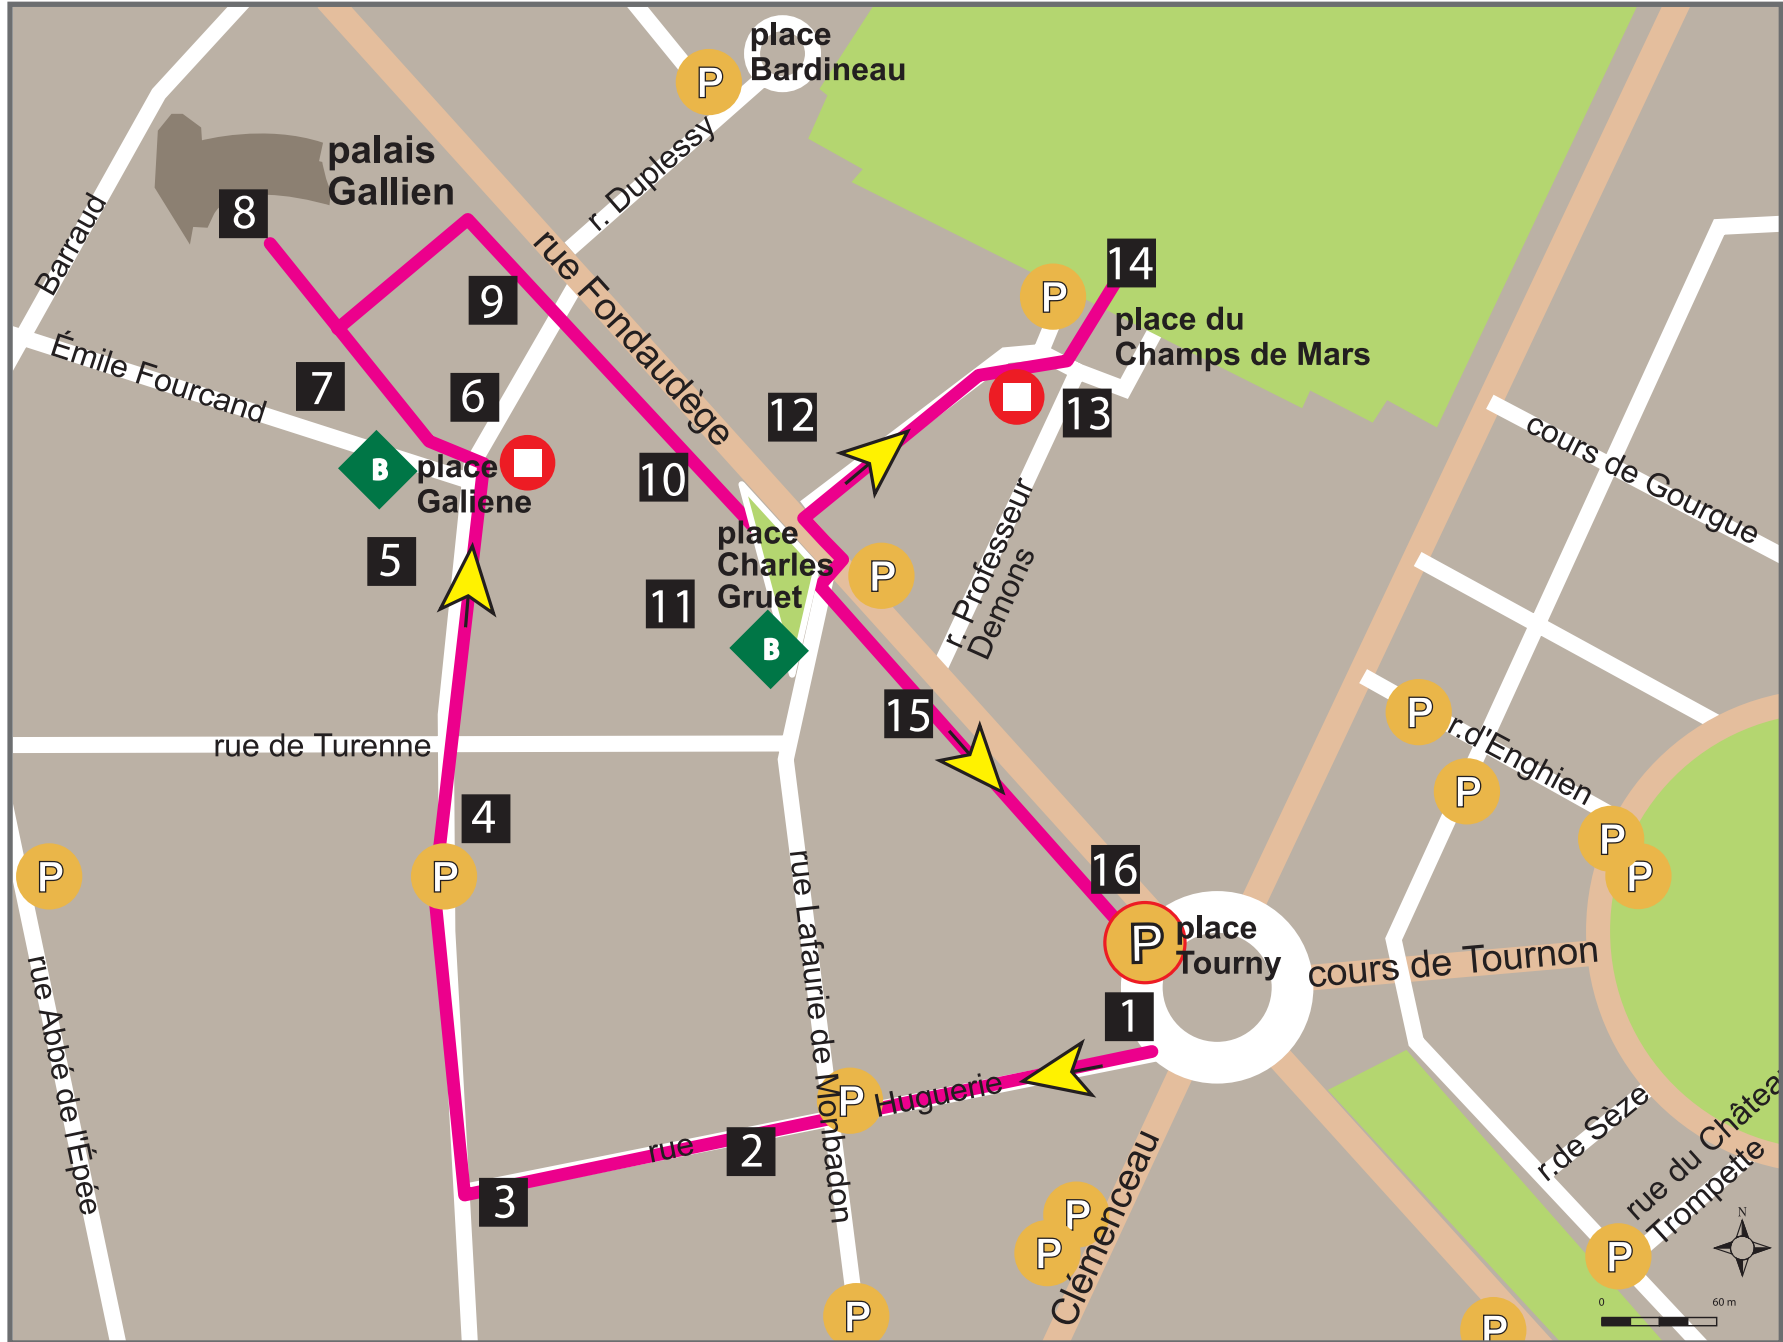 place
Bardineau
P
palais
Gallien
r. Duplessy
Barraud
8
rue Fondaudège
9
14
P
place du
Champs de Mars
Émile Fourcand
7
6
12
13
B
place
Galiene
10
cours de Gourgue
5
place
Charles
Gruet
P
11
B
r. Professeur
Demons
15
P
r.d'Enghien
rue de Turenne
P
4
P
P
P
P
16
P
place
Tourny
cours de Tournon
rue Lafaurie de Monbadon
rue Abbé de l'Épée
1
P
Huguerie
rue
2
3
P
P
Clémenceau
r.de Sèze
rue du Châtea
Trompette
P
N
0
60 m
P
P